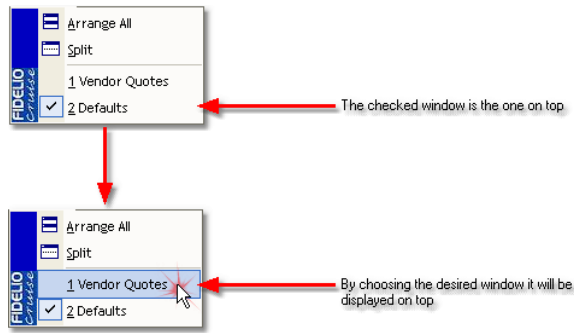 Arrange All
Split
1 Vendor Quotes
2 Defaults
FIDELIO
Cruise
The checked window is the one on top
Arrange All
Split
1 Vendor Quotes
2 Defaults
FIDELIO
Cruise
By choosing the desired window it will be
displayed on top